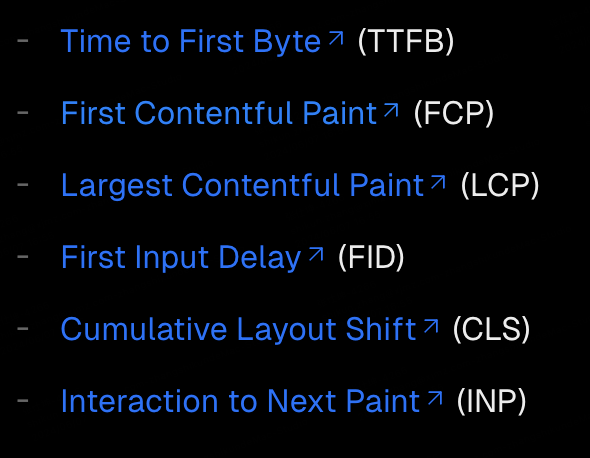 - Time to First Byte↗ (TTFB)
- First Contentful Paint↗ (FCP)
- Largest Contentful Paint↗ (LCP)
- First Input Delay↗ (FID)
- Cumulative Layout Shift↗ (CLS)
- Interaction to Next Paint↗ (INP)